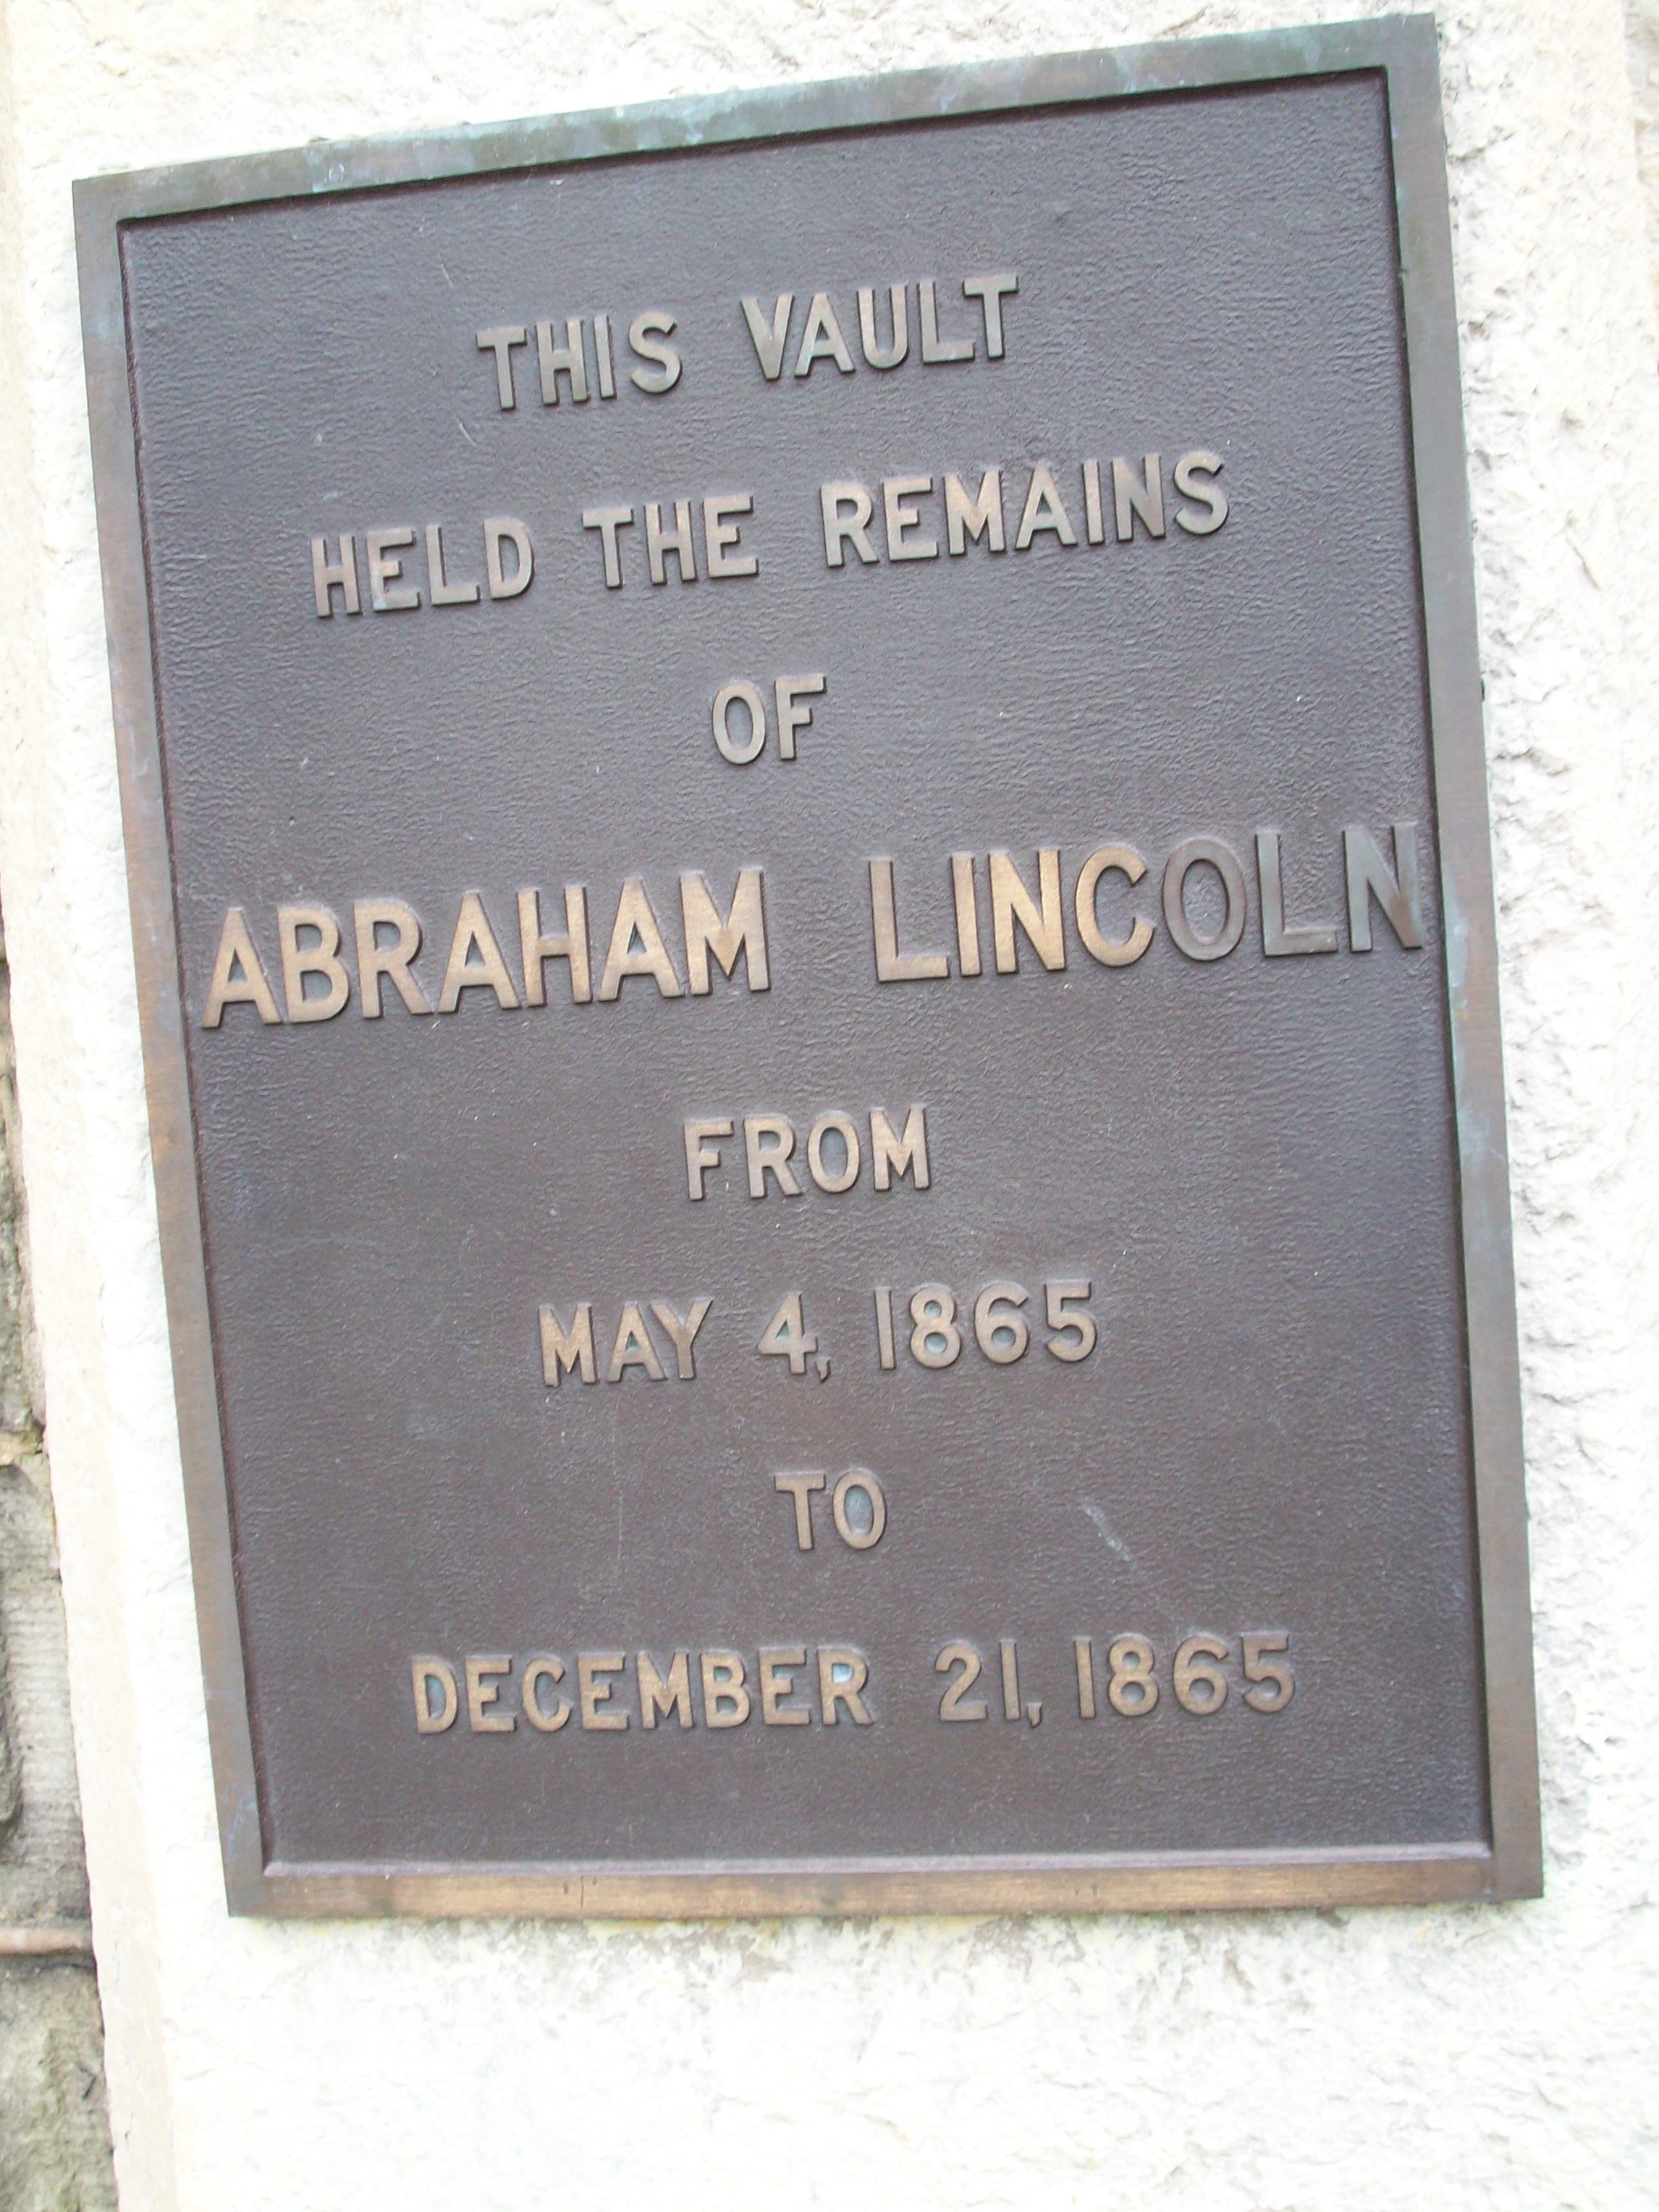 THIS VAULT
HELD THE REMAINS
OF
ABRAHAM LINCOLN
FROM
MAY 4, 1865
TO
DECEMBER 21, 1865